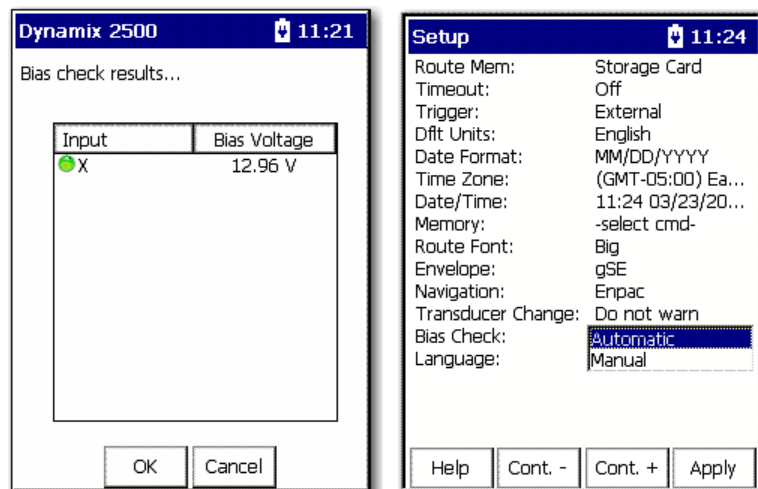 Dynamix 2500 11:21
Bias check results...
Input Bias Voltage
X 12.96 V
OK Cancel
Setup 11:24
Route Mem: Storage Card
Timeout: Off
Trigger: External
Dflt Units: English
Date Format: MM/DD/YYYY
Time Zone: (GMT-05:00) Ea...
Date/Time: 11:24 03/23/20...
Memory: -select cmd-
Route Font: Big
Envelope: gSE
Navigation: Enpac
Transducer Change: Do not warn
Bias Check: Automatic
Language: Manual
Help Cont. - Cont. + Apply